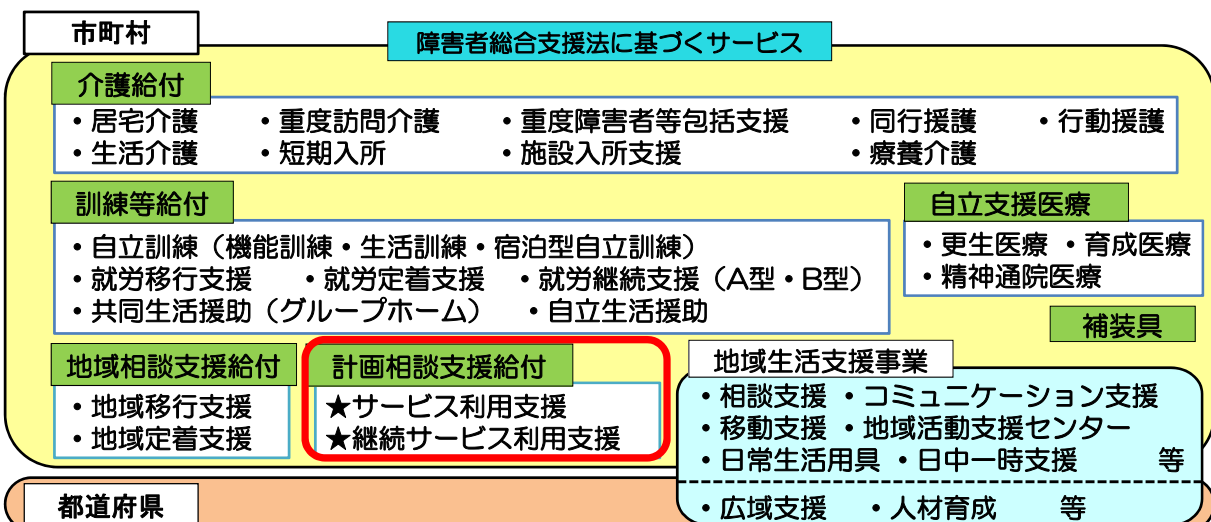 市町村
障害者総合支援法に基づくサービス
介護給付
・居宅介護 ・重度訪問介護 ・重度障害者等包括支援 ・同行援護 ・行動援護
・生活介護 ・短期入所 ・施設入所支援 ・療養介護
訓練等給付
・自立訓練（機能訓練・生活訓練・宿泊型自立訓練）
・就労移行支援 ・就労定着支援 ・就労継続支援（A型・B型）
・共同生活援助（グループホーム） ・自立生活援助
自立支援医療
・更生医療 ・育成医療
・精神通院医療
補装具
地域相談支援給付
・地域移行支援
・地域定着支援
計画相談支援給付
★サービス利用支援
★継続サービス利用支援
地域生活支援事業
・相談支援 ・コミュニケーション支援
・移動支援 ・地域活動支援センター
・日常生活用具 ・日中一時支援 等
・広域支援 ・人材育成 等
都道府県